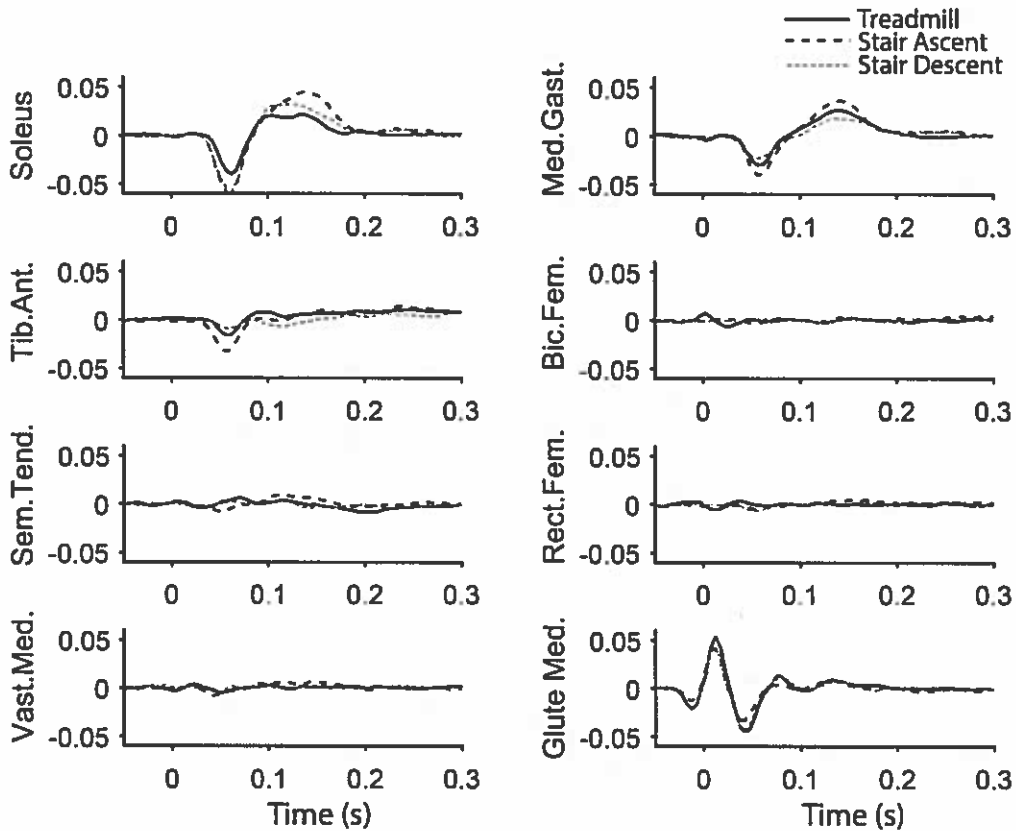 Treadmill
Stair Ascent
Stair Descent
Soleus
0.05
0
-0.05
0 0.1 0.2 0.3
Med.Gast.
0.05
0
-0.05
0 0.1 0.2 0.3
Tib.Ant.
0.05
0
-0.05
0 0.1 0.2 0.3
Bic.Fem.
0.05
0
-0.05
0 0.1 0.2 0.3
Sem.Tend.
0.05
0
-0.05
0 0.1 0.2 0.3
Rect.Fem.
0.05
0
-0.05
0 0.1 0.2 0.3
Vast.Med.
0.05
0
-0.05
0 0.1 0.2 0.3
Time (s)
Glute Med.
0.05
0
-0.05
0 0.1 0.2 0.3
Time (s)